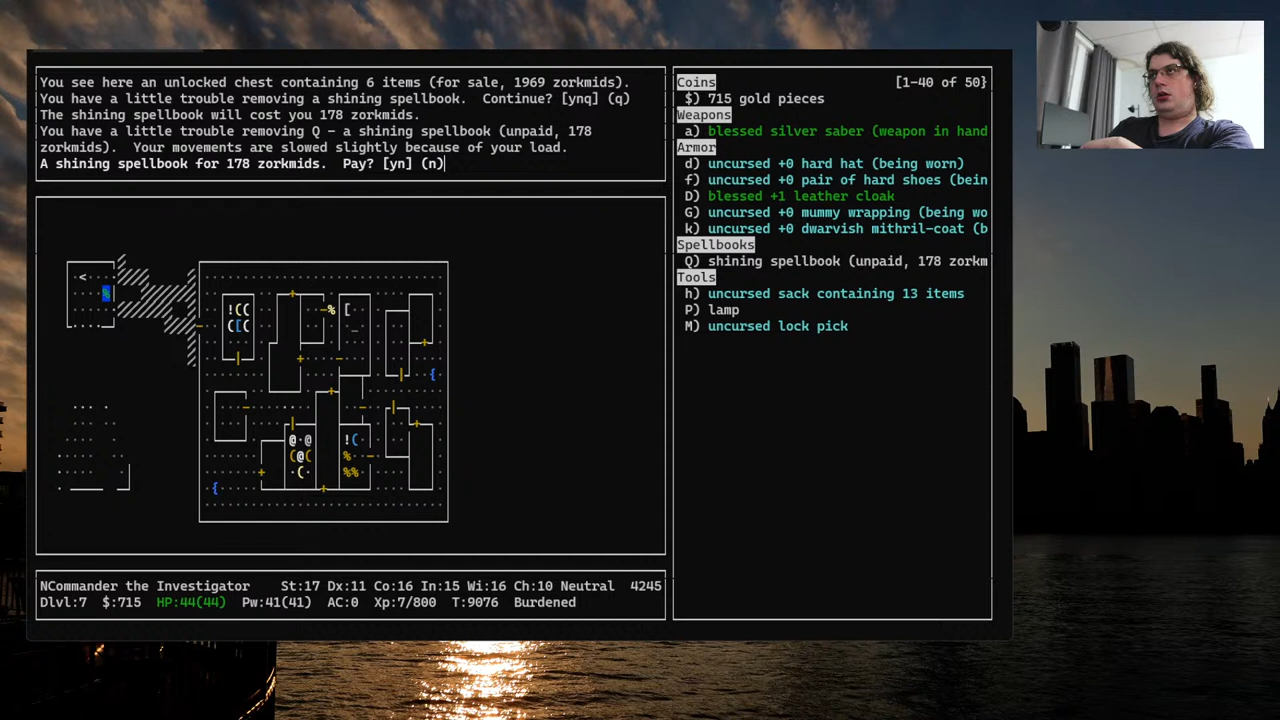 You see here an unlocked chest containing 6 items (for sale, 1969 zorkmids).
You have a little trouble removing a shining spellbook.  Continue? [ynq] (q)
The shining spellbook will cost you 178 zorkmids.
You have a little trouble removing Q - a shining spellbook (unpaid, 178
zorkmids).  Your movements are slowed slightly because of your load.
A shining spellbook for 178 zorkmids.  Pay? [yn] (n)
Coins [1-40 of 50}
$) 715 gold pieces
Weapons
a) blessed silver saber (weapon in hand
Armor
d) uncursed +0 hard hat (being worn)
f) uncursed +0 pair of hard shoes (bein
D) blessed +1 leather cloak
G) uncursed +0 mummy wrapping (being wo
k) uncursed +0 dwarvish mithril-coat (b
Spellbooks
Q) shining spellbook (unpaid, 178 zorkm
Tools
h) uncursed sack containing 13 items
P) lamp
M) uncursed lock pick
NCommander the Investigator    St:17 Dx:11 Co:16 In:15 Wi:16 Ch:10 Neutral  4245
Dlvl:7  $:715  HP:44(44)  Pw:41(41)  AC:0  Xp:7/800  T:9076  Burdened